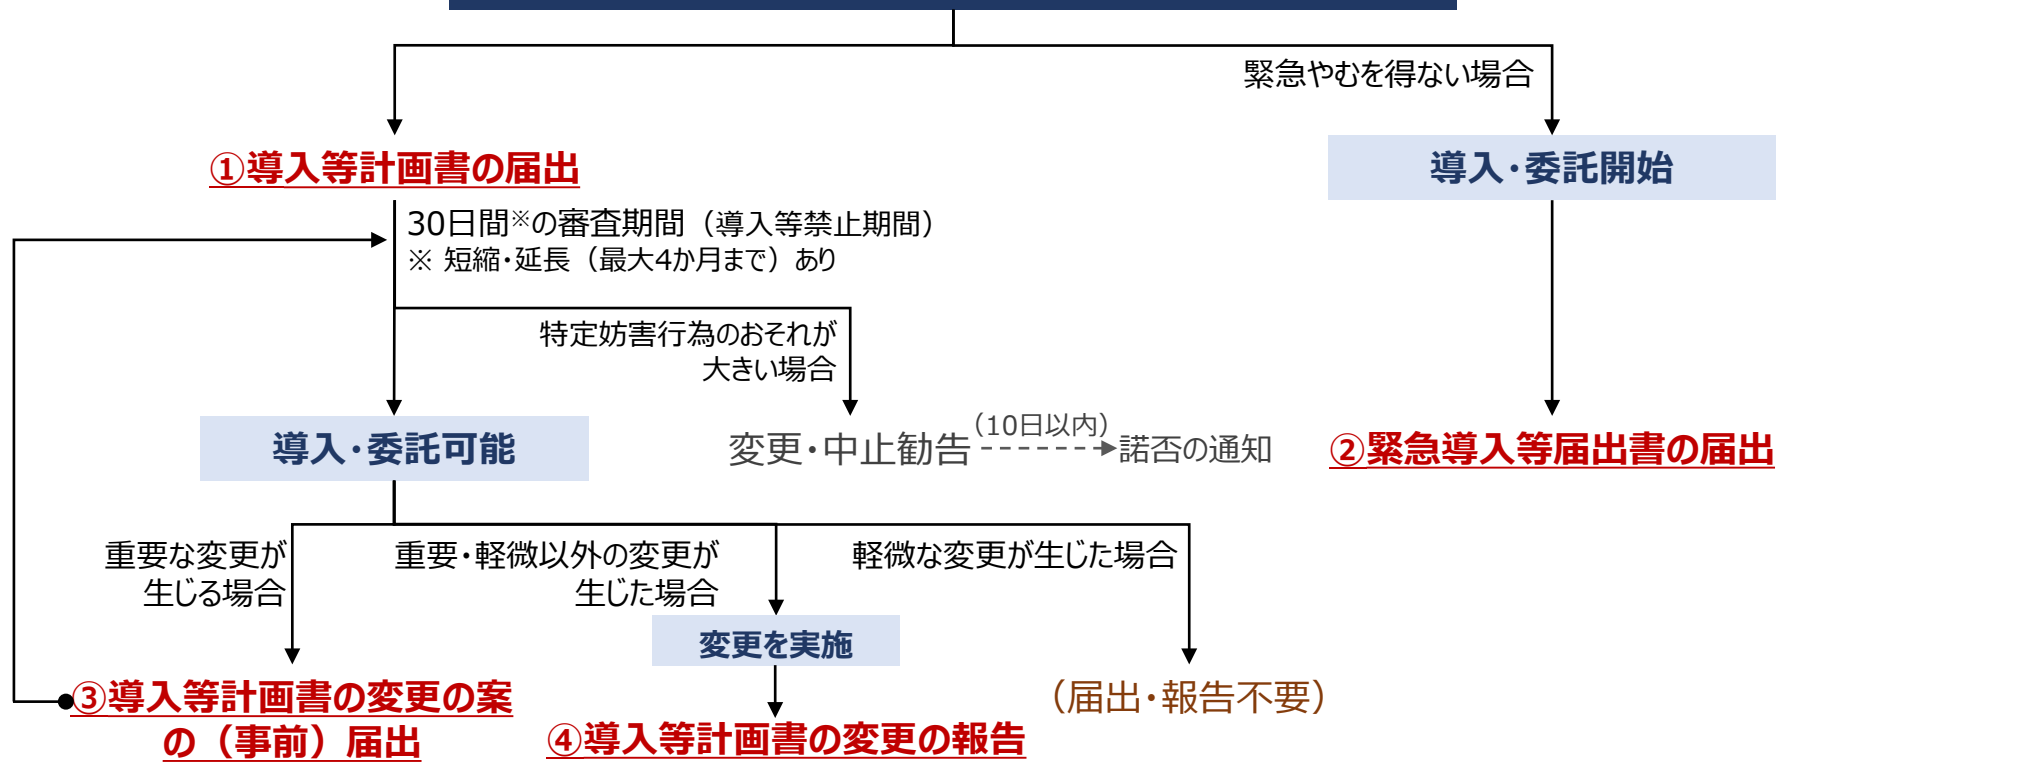 緊急やむを得ない場合
①導入等計画書の届出
導入・委託開始
30日間※の審査期間（導入等禁止期間）
※ 短縮・延長（最大4か月まで）あり
特定妨害行為のおそれが
大きい場合
導入・委託可能
変更・中止勧告
（10日以内）
諾否の通知
②緊急導入等届出書の届出
重要な変更が
生じる場合
重要・軽微以外の変更が
生じた場合
軽微な変更が生じた場合
変更を実施
③導入等計画書の変更の案
の（事前）届出
④導入等計画書の変更の報告
（届出・報告不要）